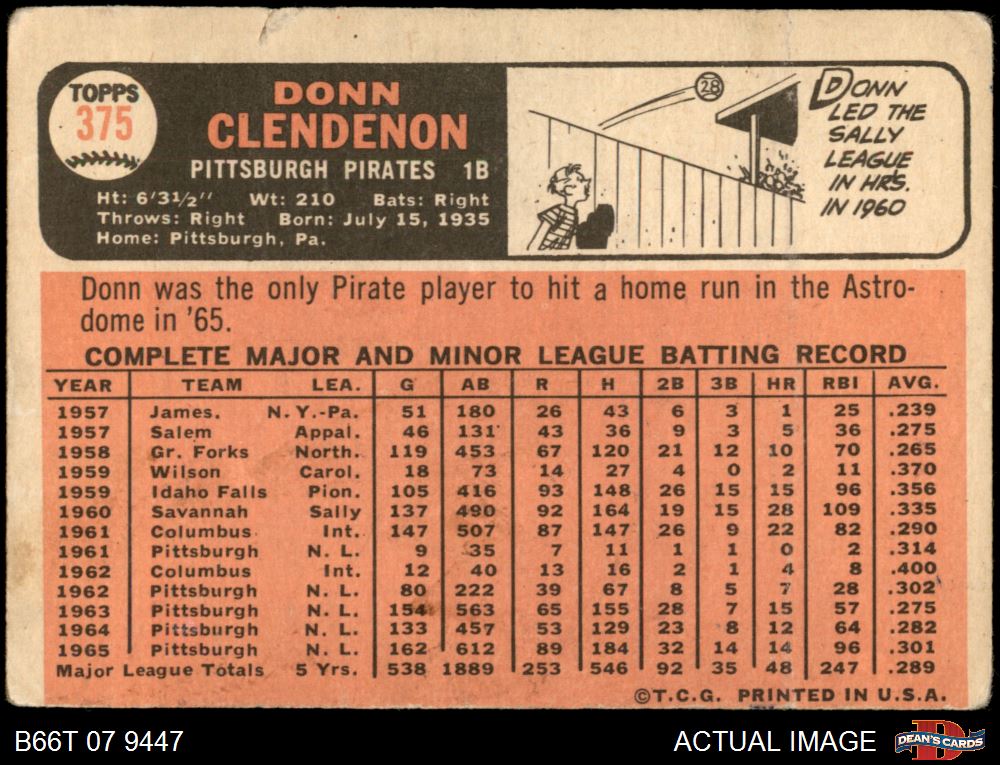 TOPPS
375
DONN
CLENDENON
PITTSBURGH PIRATES 1B
Ht: 6'3 1/2" Wt: 210 Bats: Right
Throws: Right Born: July 15, 1935
Home: Pittsburgh, Pa.
28
DONN
LED THE
SALLY
LEAGUE
IN HRS.
IN 1960
Donn was the only Pirate player to hit a home run in the Astro-
dome in '65.
COMPLETE MAJOR AND MINOR LEAGUE BATTING RECORD
YEAR TEAM LEA. G AB R H 2B 3B HR RBI AVG.
1957 James. N.Y.-Pa. 51 180 26 43 6 3 1 25 .239
1957 Salem Appal. 46 131 43 36 9 3 5 36 .275
1958 Gr. Forks North. 119 453 67 120 21 12 10 70 .265
1959 Wilson Carol. 18 73 14 27 4 0 2 11 .370
1959 Idaho Falls Pion. 105 416 93 148 26 15 15 96 .356
1960 Savannah Sally 137 490 92 164 19 15 28 109 .335
1961 Columbus Int. 147 507 87 147 26 9 22 82 .290
1961 Pittsburgh N. L. 9 35 7 11 1 1 0 2 .314
1962 Columbus Int. 12 40 13 16 2 1 4 8 .400
1962 Pittsburgh N. L. 80 222 39 67 8 5 7 28 .302
1963 Pittsburgh N. L. 154 563 65 155 28 7 15 57 .275
1964 Pittsburgh N. L. 133 457 53 129 23 8 12 64 .282
1965 Pittsburgh N. L. 162 612 89 184 32 14 14 96 .301
Major League Totals 5 Yrs. 538 1889 253 546 92 35 48 247 .289
©T.C.G. PRINTED IN U.S.A.
B66T 07 9447
ACTUAL IMAGE
DEAN'S CARDS